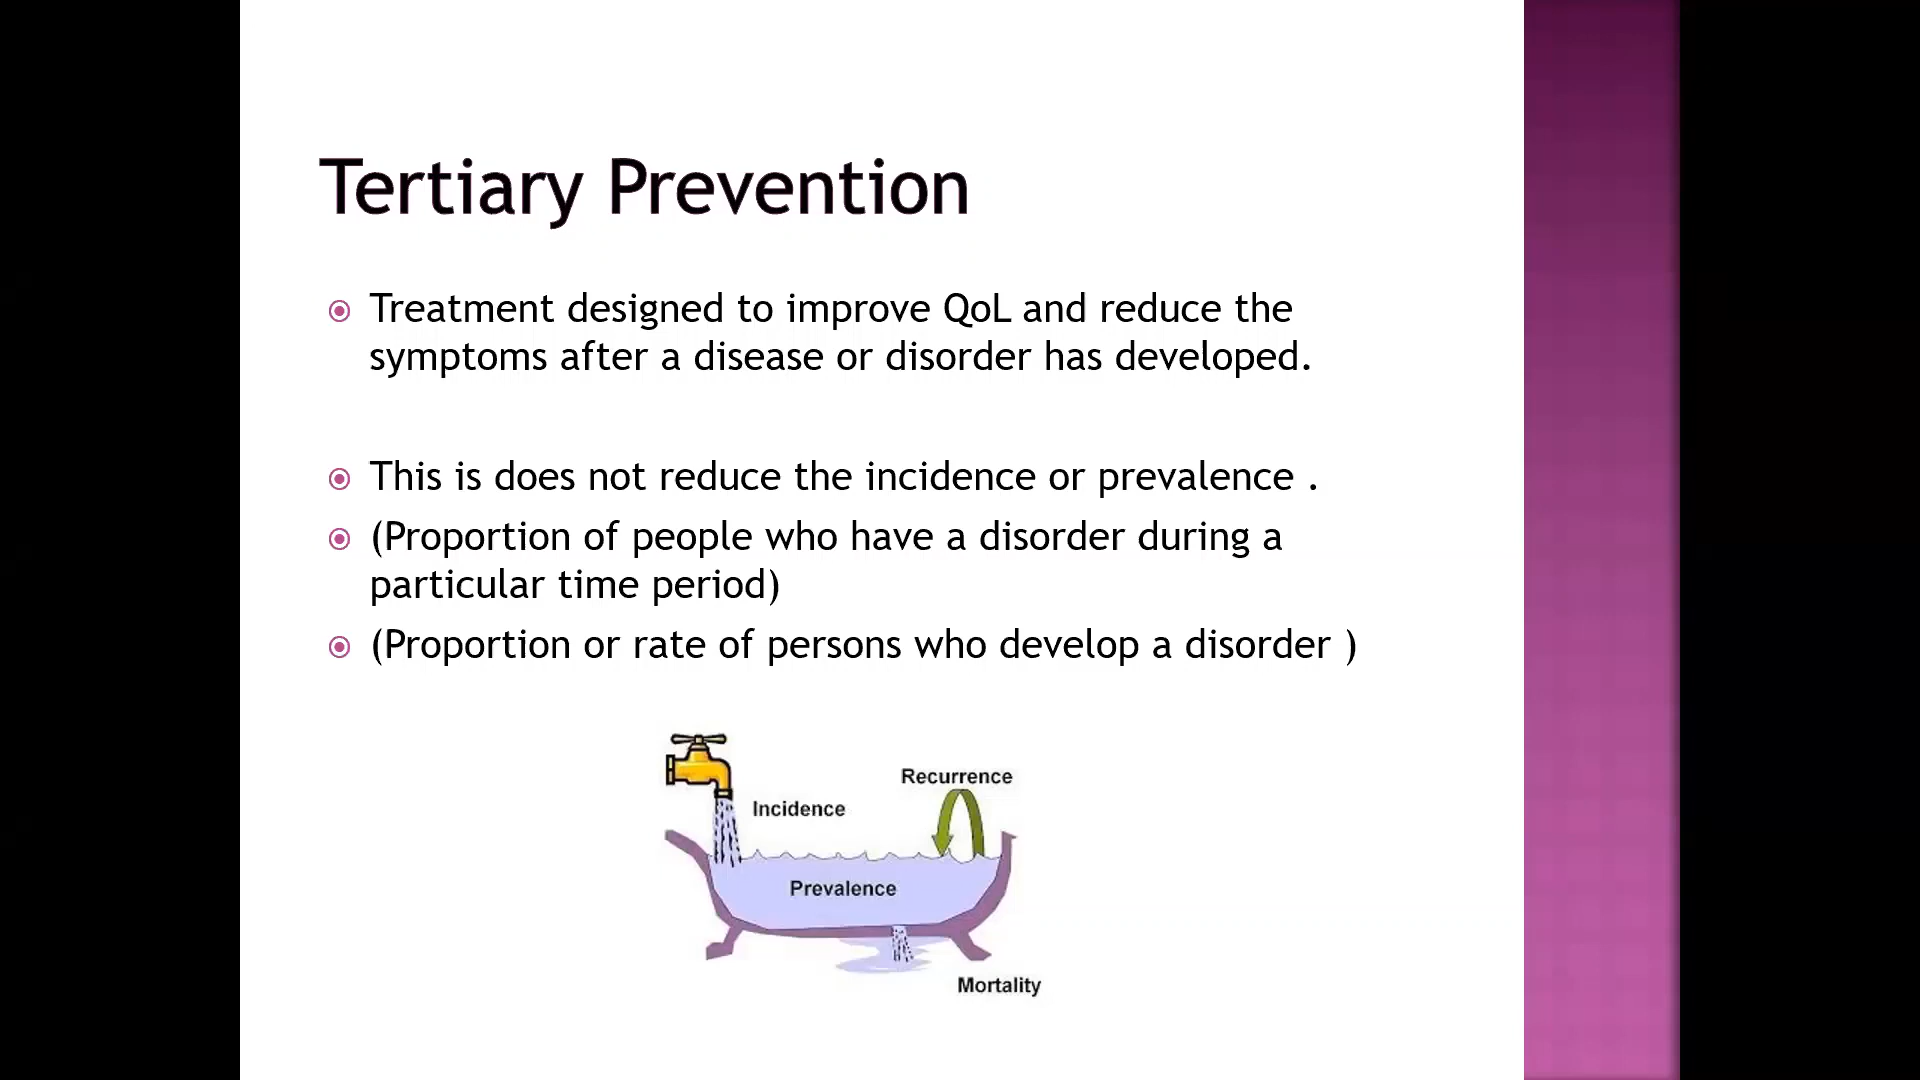 Tertiary Prevention
Treatment designed to improve QoL and reduce the
symptoms after a disease or disorder has developed.
This is does not reduce the incidence or prevalence .
(Proportion of people who have a disorder during a
particular time period)
(Proportion or rate of persons who develop a disorder )
Recurrence
Incidence
Prevalence
Mortality